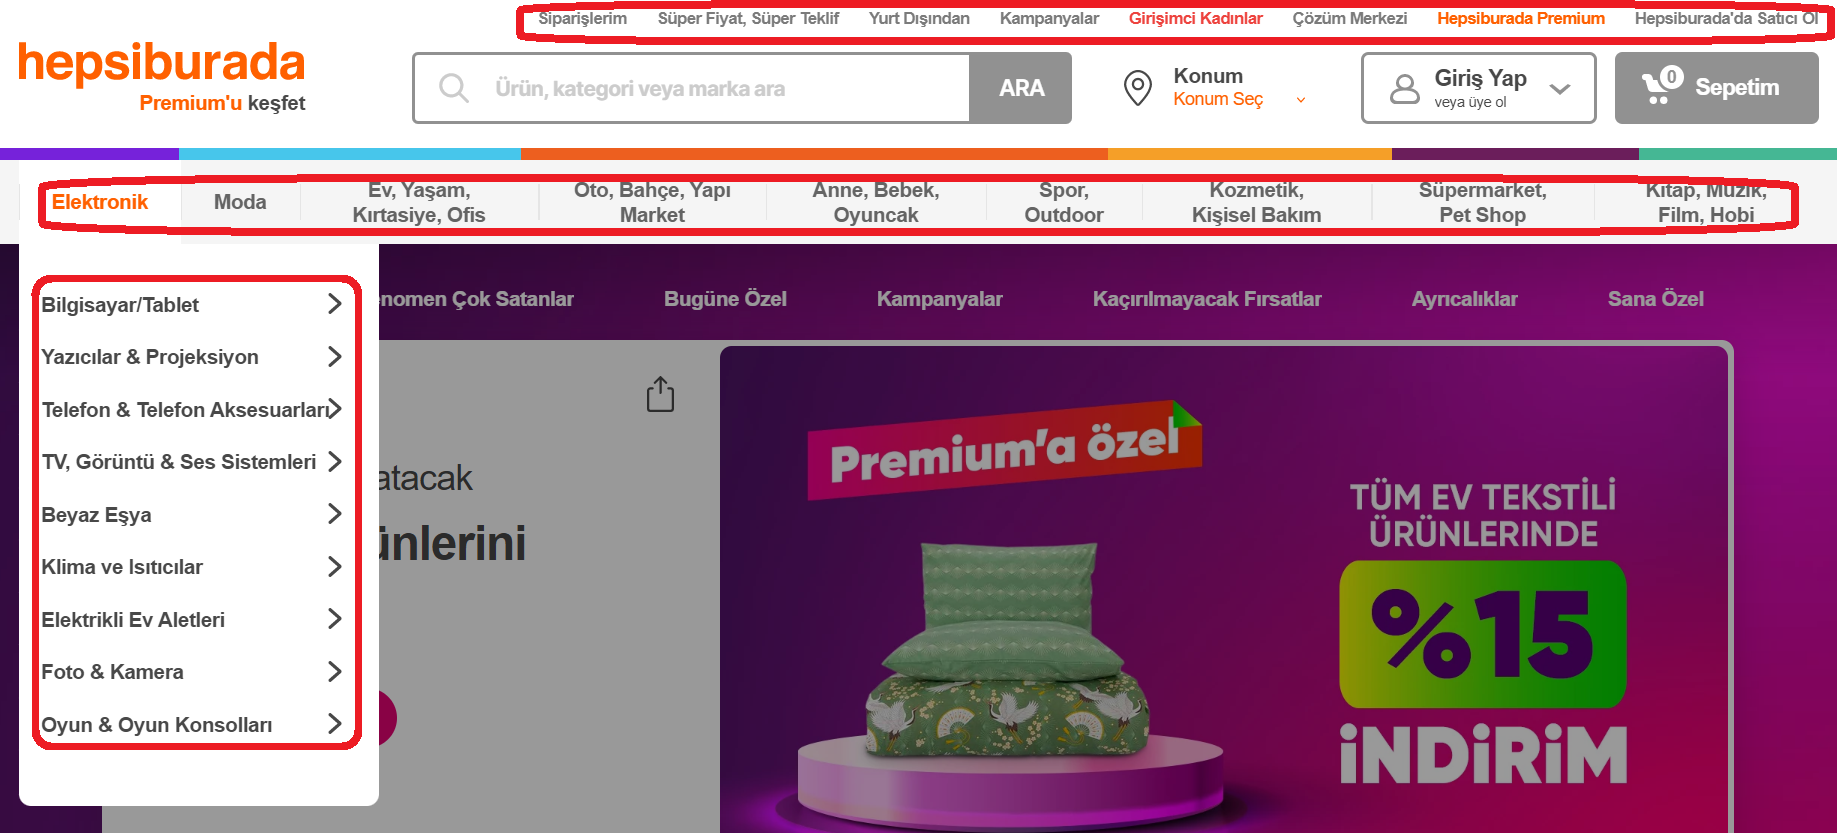 Siparişlerim Süper Fiyat, Süper Teklif Yurt Dışından Kampanyalar Girişimci Kadınlar Çözüm Merkezi Hepsiburada Premium Hepsiburada'da Satıcı Ol
hepsiburada
Premium'u keşfet
Ürün, kategori veya marka ara
ARA
Konum
Konum Seç
Giriş Yap
veya üye ol
0
Sepetim
Elektronik
Moda
Ev, Yaşam,
Kırtasiye, Ofis
Oto, Bahçe, Yapı
Market
Anne, Bebek,
Oyuncak
Spor,
Outdoor
Kozmetik,
Kişisel Bakım
Süpermarket,
Pet Shop
Kitap, Müzik,
Film, Hobi
Bilgisayar/Tablet
Yazıcılar & Projeksiyon
Telefon & Telefon Aksesuarları
TV, Görüntü & Ses Sistemleri
Beyaz Eşya
Klima ve Isıtıcılar
Elektrikli Ev Aletleri
Foto & Kamera
Oyun & Oyun Konsolları
enomen Çok Satanlar Bugüne Özel Kampanyalar Kaçırılmayacak Fırsatlar Ayrıcalıklar Sana Özel
atacak
ünlerini
Premium'a özel
TÜM EV TEKSTİLİ
ÜRÜNLERINDE
%15
İNDİRİM